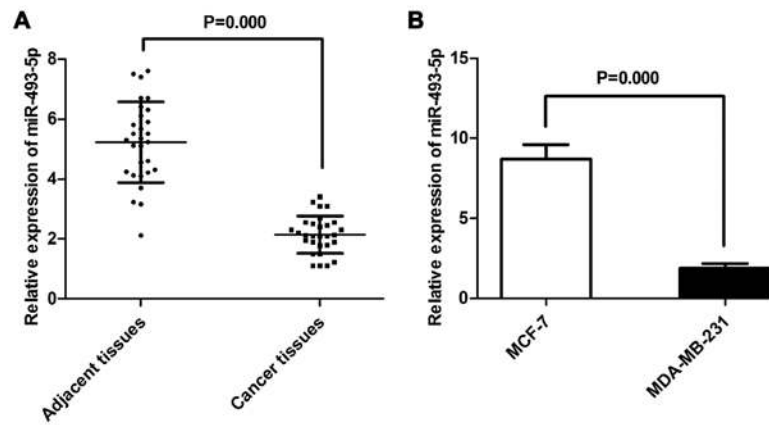 A
P=0.000
Relative expression of miR-493-5p
8
6
4
2
0
Adjacent tissues
Cancer tissues
B
P=0.000
Relative expression of miR-493-5p
15
10
5
0
MCF-7
MDA-MB-231